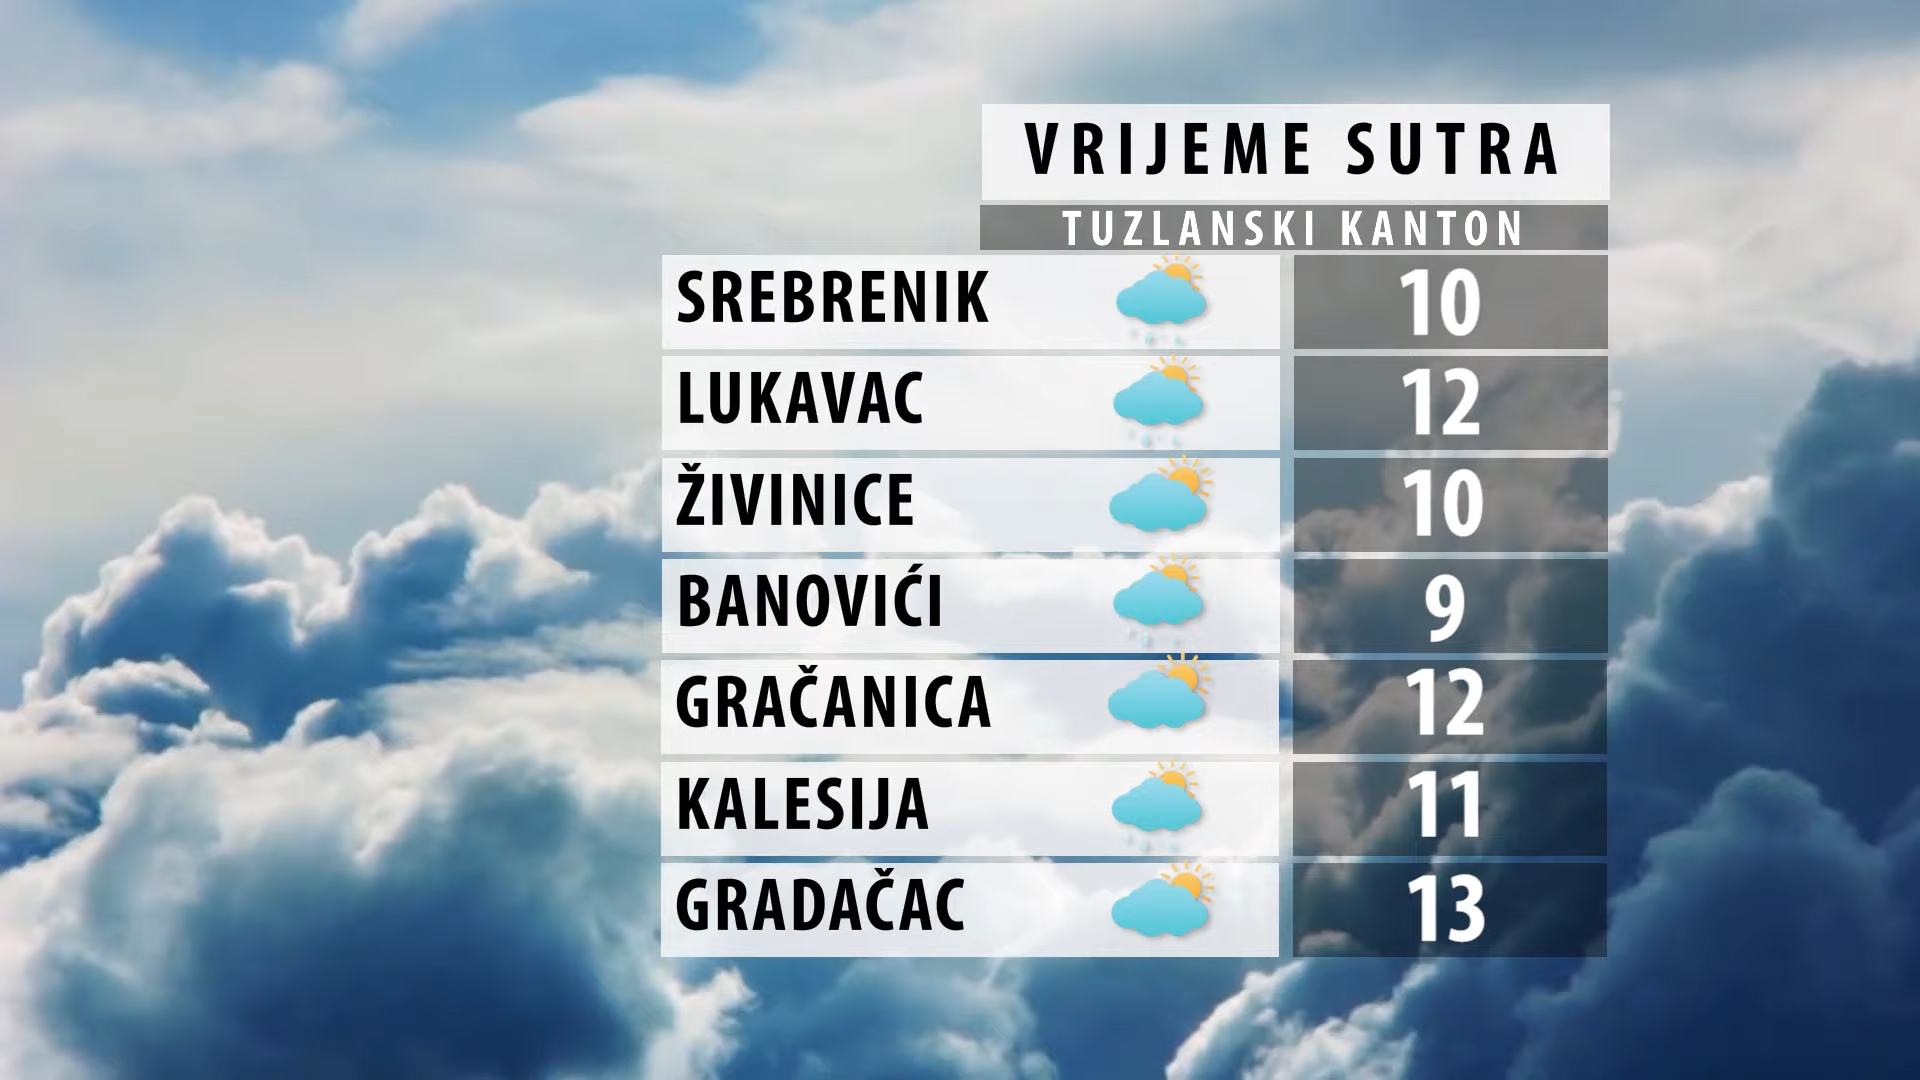 VRIJEME SUTRA
TUZLANSKI KANTON
SREBRENIK 10
LUKAVAC 12
ŽIVINICE 10
BANOVIĆI 9
GRAČANICA 12
KALESIJA 11
GRADAČAC 13